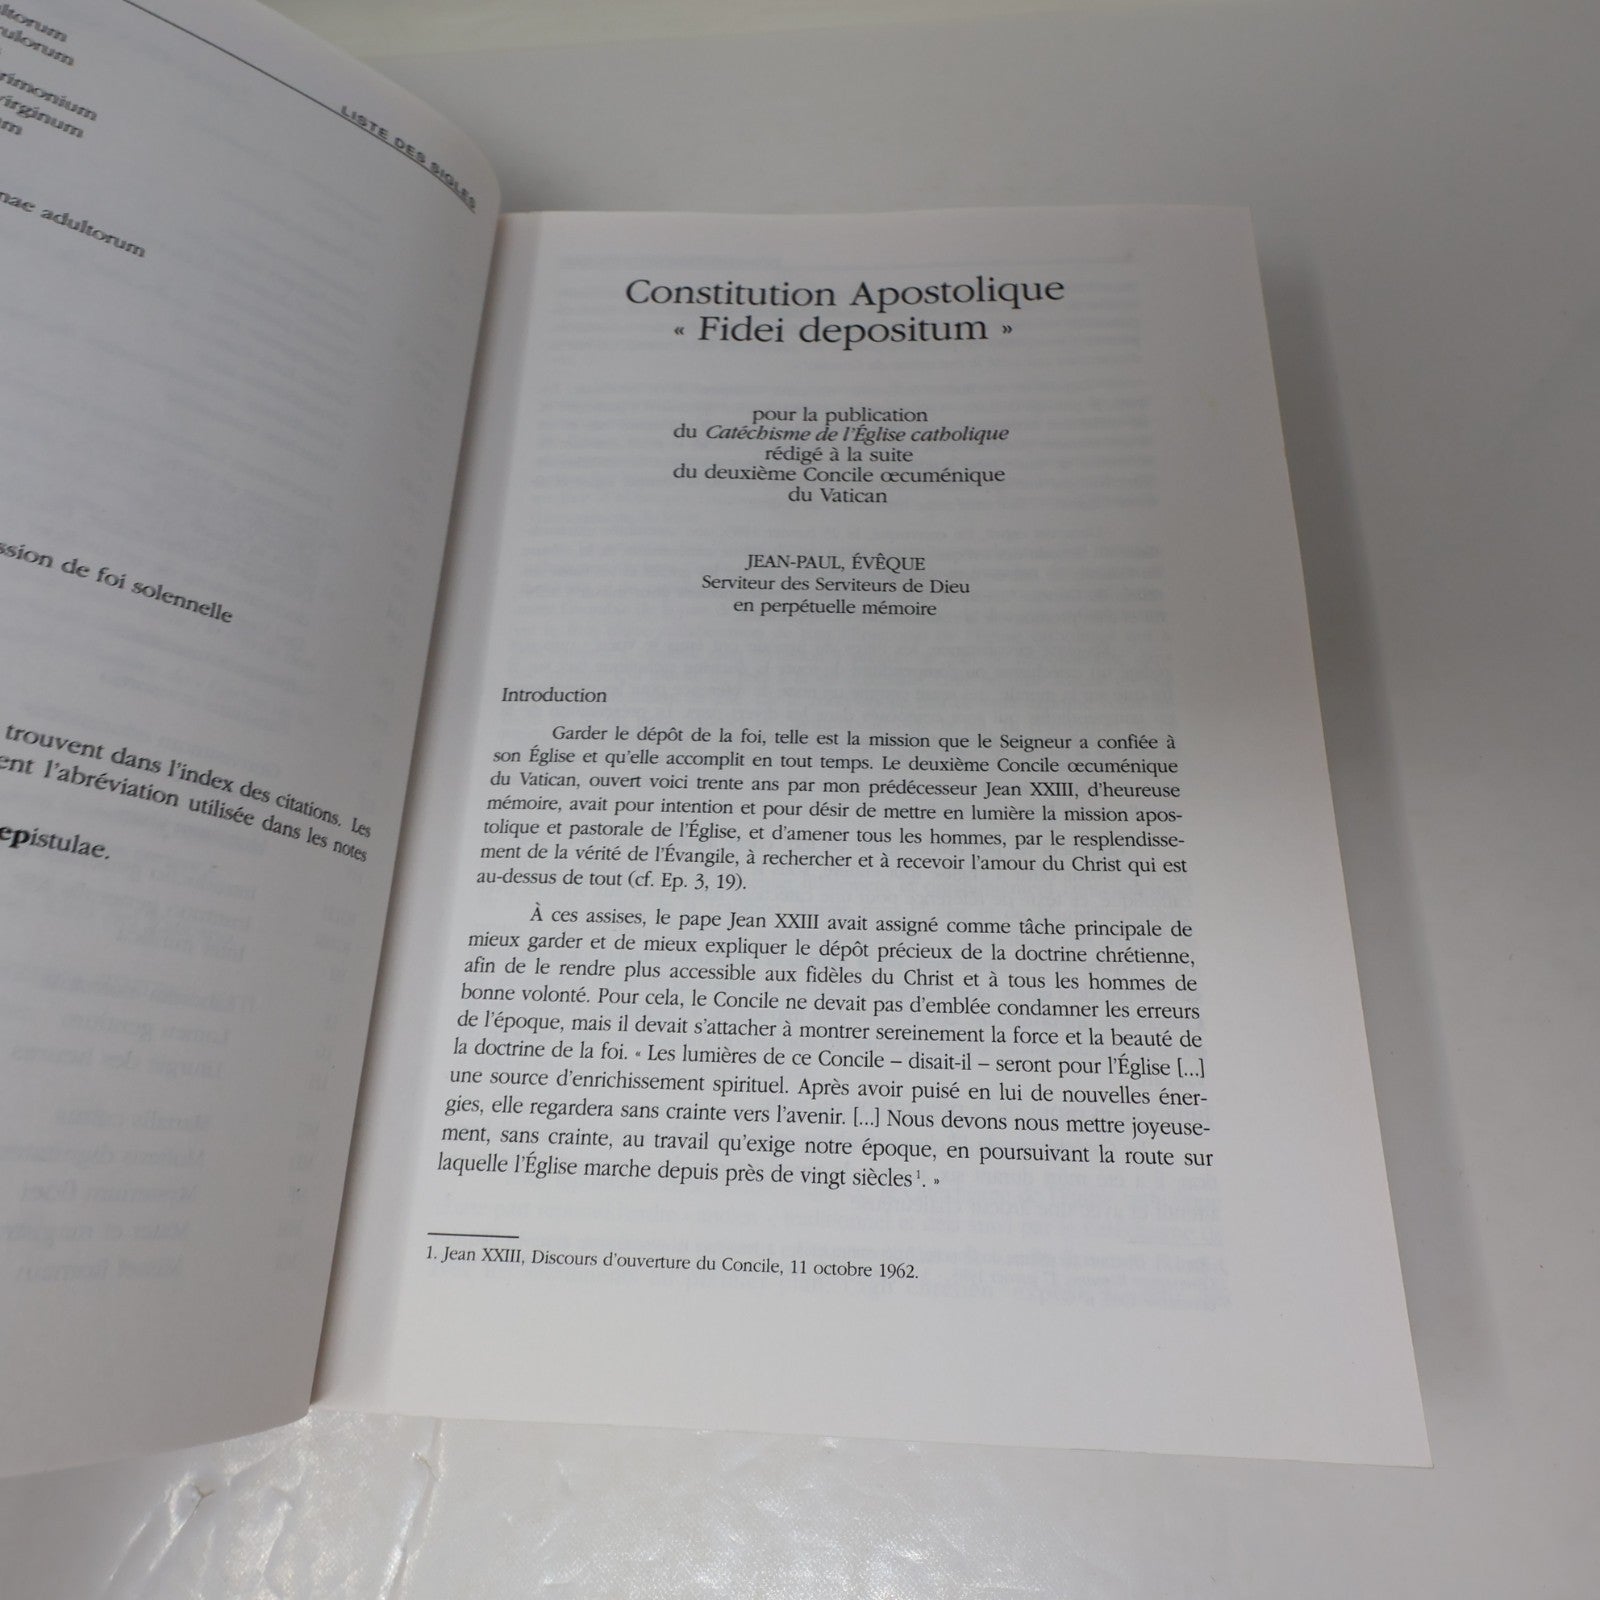 LISTE DES SIGLES
nae adultorum
ssion de foi solennelle
trouvent dans l'index des citations. Les
ent l'abréviation utilisée dans les notes
epistulae.
Constitution Apostolique
« Fidei depositum »
pour la publication
du Catéchisme de l'Église catholique
rédigé à la suite
du deuxième Concile œcuménique
du Vatican
JEAN-PAUL, ÉVÊQUE
Serviteur des Serviteurs de Dieu
en perpétuelle mémoire
Introduction
Garder le dépôt de la foi, telle est la mission que le Seigneur a confiée à
son Église et qu'elle accomplit en tout temps. Le deuxième Concile œcuménique
du Vatican, ouvert voici trente ans par mon prédécesseur Jean XXIII, d'heureuse
mémoire, avait pour intention et pour désir de mettre en lumière la mission apos-
tolique et pastorale de l'Église, et d'amener tous les hommes, par le resplendisse-
ment de la vérité de l'Évangile, à rechercher et à recevoir l'amour du Christ qui est
au-dessus de tout (cf. Ep. 3, 19).
À ces assises, le pape Jean XXIII avait assigné comme tâche principale de
mieux garder et de mieux expliquer le dépôt précieux de la doctrine chrétienne,
afin de le rendre plus accessible aux fidèles du Christ et à tous les hommes de
bonne volonté. Pour cela, le Concile ne devait pas d'emblée condamner les erreurs
de l'époque, mais il devait s'attacher à montrer sereinement la force et la beauté de
la doctrine de la foi. « Les lumières de ce Concile – disait-il – seront pour l'Église [...]
une source d'enrichissement spirituel. Après avoir puisé en lui de nouvelles éner-
gies, elle regardera sans crainte vers l'avenir. [...] Nous devons nous mettre joyeuse-
ment, sans crainte, au travail qu'exige notre époque, en poursuivant la route sur
laquelle l'Église marche depuis près de vingt siècles¹. »
1. Jean XXIII, Discours d'ouverture du Concile, 11 octobre 1962.